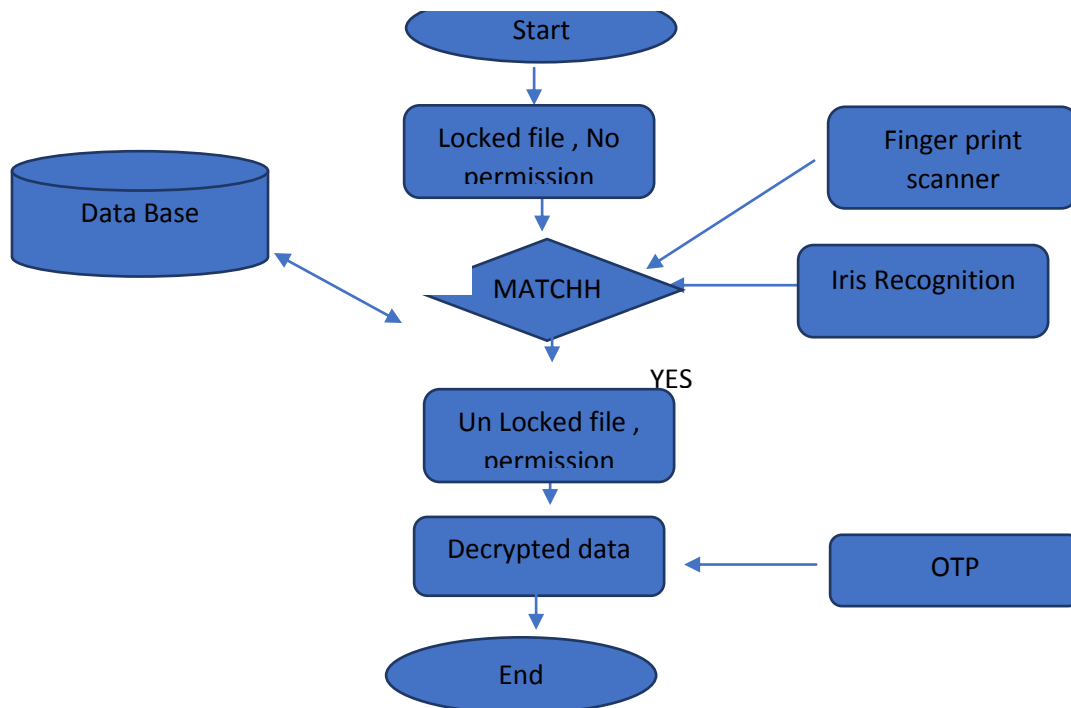 Start
Locked file , No
permission
Finger print
scanner
Data Base
MATCHH
Iris Recognition
YES
Un Locked file ,
permission
Decrypted data
OTP
End